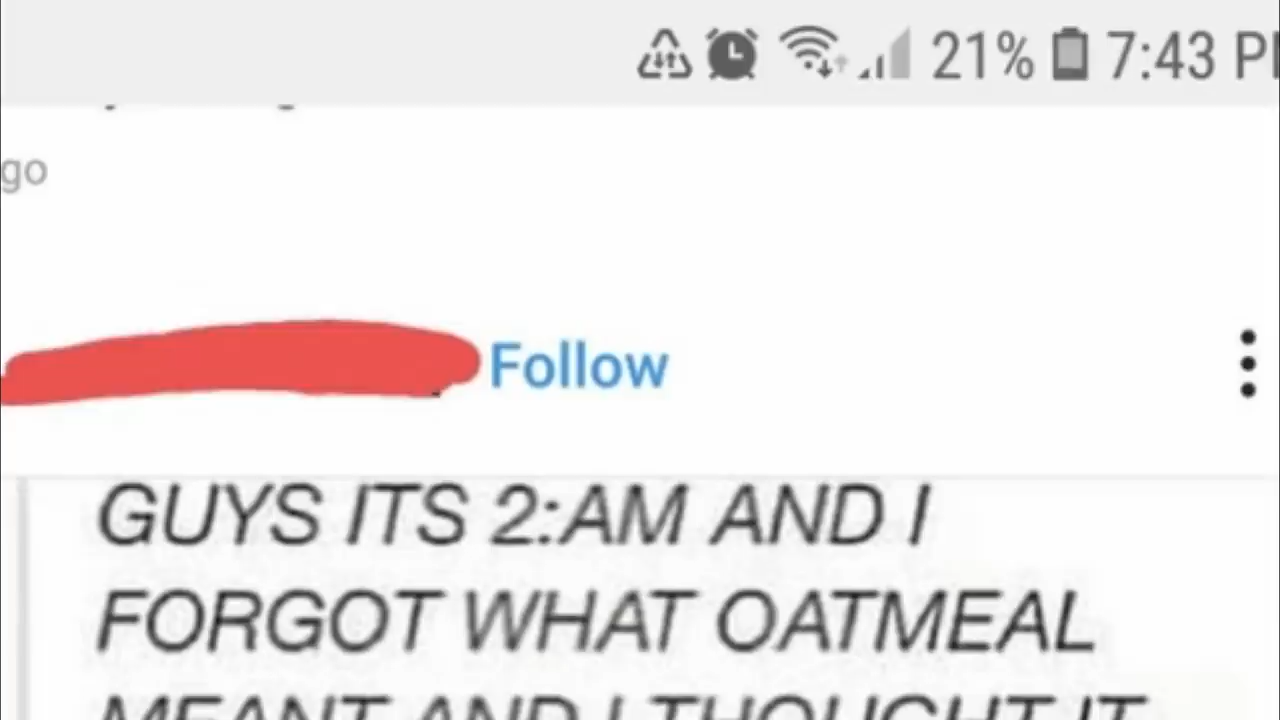 21% 7:43 P
go
Follow
GUYS ITS 2:AM AND I
FORGOT WHAT OATMEAL
MEANT AND I THOUGHT IT